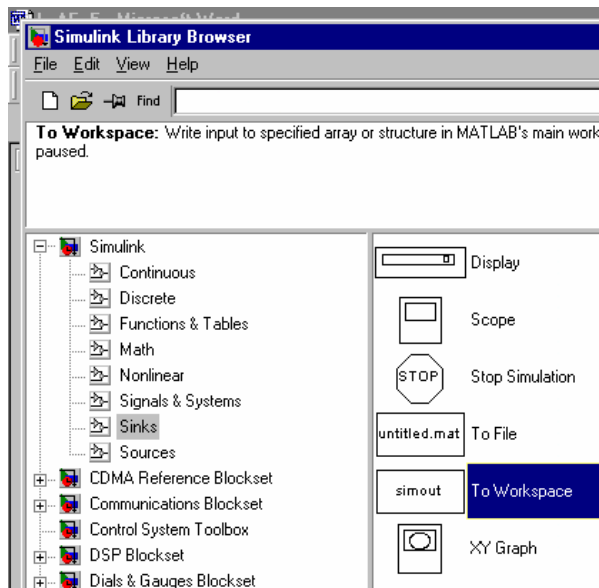 Microsoft Word
Simulink Library Browser
File Edit View Help
Find
To Workspace: Write input to specified array or structure in MATLAB's main work
paused.
Simulink
Continuous
Discrete
Functions & Tables
Math
Nonlinear
Signals & Systems
Sinks
Sources
CDMA Reference Blockset
Communications Blockset
Control System Toolbox
DSP Blockset
Dials & Gauges Blockset
Display
Scope
STOP Stop Simulation
untitled.mat To File
simout To Workspace
XY Graph